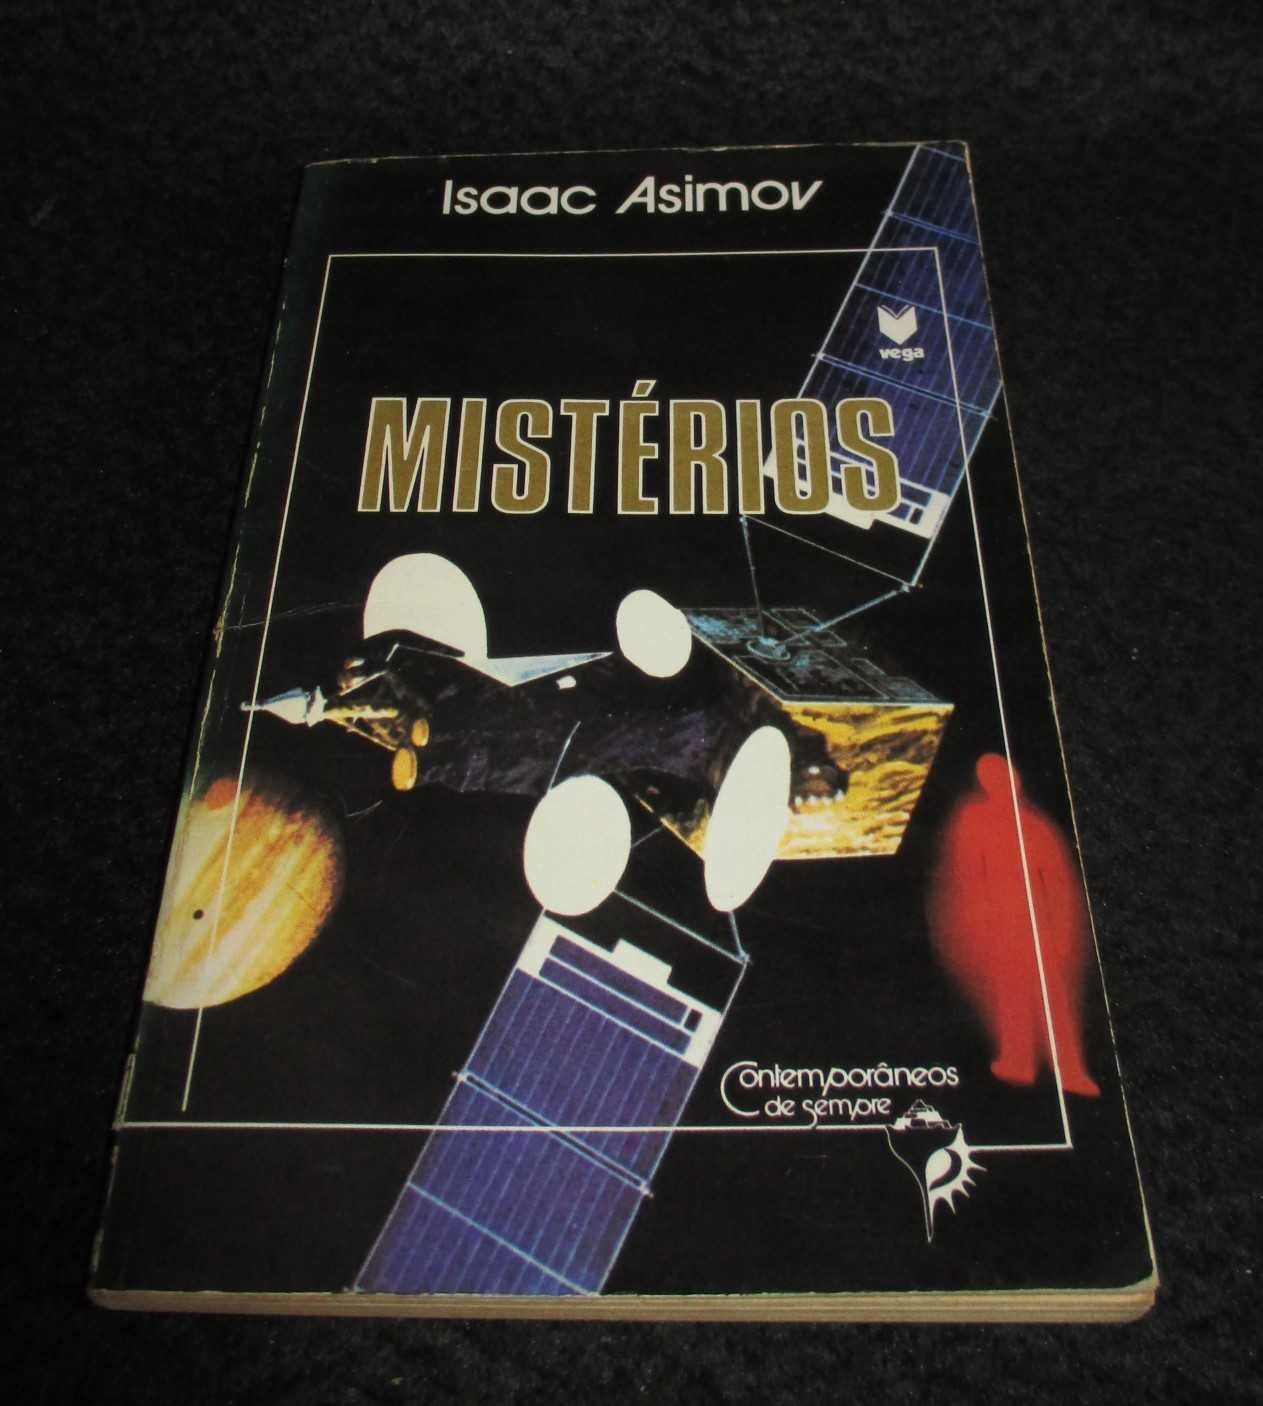 Isaac Asimov
vega
MISTÉRIOS
Contemporâneos
de sempre